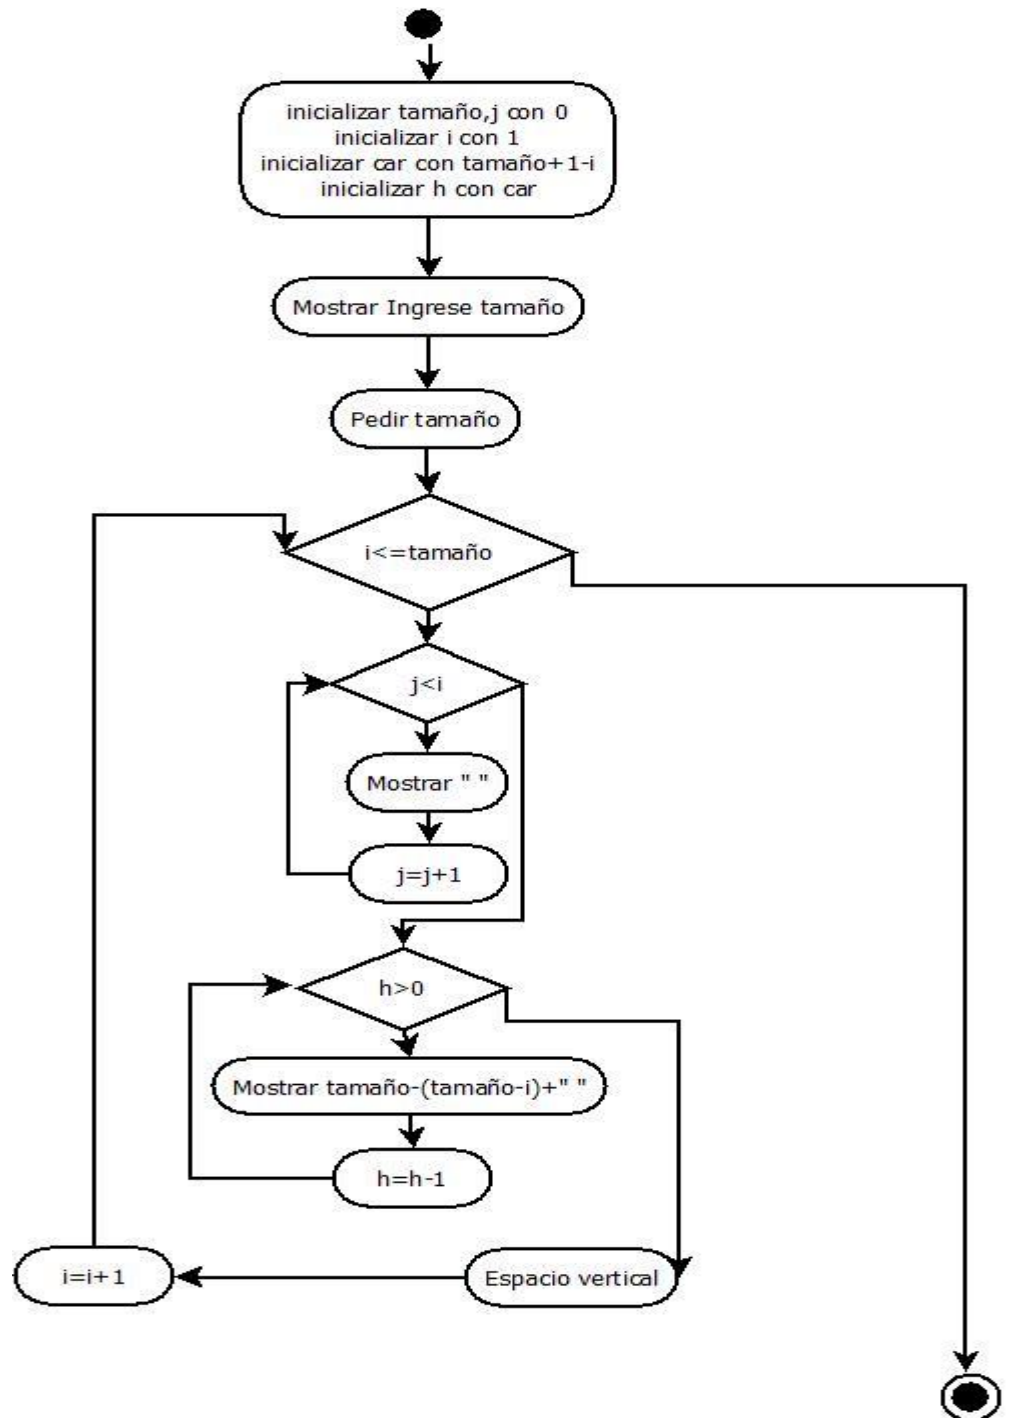 inicializar tamaño,j con 0
inicializar i con 1
inicializar car con tamaño+1-i
inicializar h con car
Mostrar Ingrese tamaño
Pedir tamaño
i<=tamaño
j<i
Mostrar " "
j=j+1
h>0
Mostrar tamaño-(tamaño-i)+" "
h=h-1
i=i+1
Espacio vertical